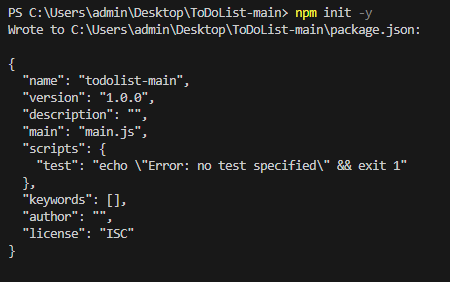 PS C:\Users\admin\Desktop\ToDoList-main> npm init -y
Wrote to C:\Users\admin\Desktop\ToDoList-main\package.json:
{
"name": "todolist-main",
"version": "1.0.0",
"description": "",
"main": "main.js",
"scripts": {
"test": "echo \"Error: no test specified\" && exit 1"
},
"keywords": [],
"author": "",
"license": "ISC"
}